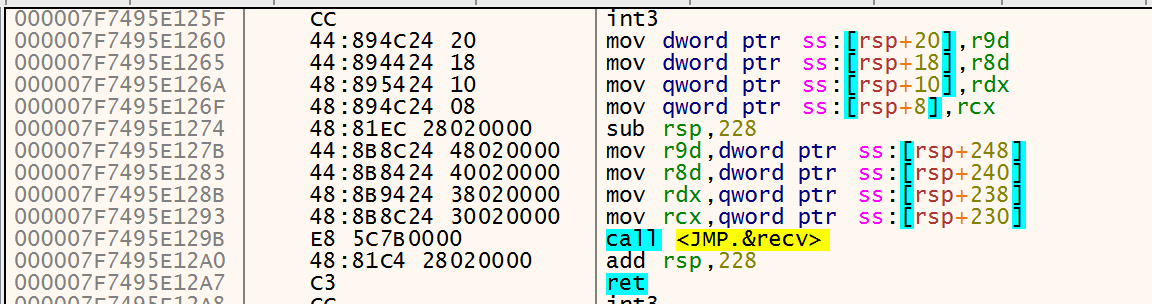 000007F7495E125F CC int3
000007F7495E1260 44:894C24 20 mov dword ptr ss:[rsp+20],r9d
000007F7495E1265 44:894424 18 mov dword ptr ss:[rsp+18],r8d
000007F7495E126A 48:895424 10 mov qword ptr ss:[rsp+10],rdx
000007F7495E126F 48:894C24 08 mov qword ptr ss:[rsp+8],rcx
000007F7495E1274 48:81EC 28020000 sub rsp,228
000007F7495E127B 44:8B8C24 48020000 mov r9d,dword ptr ss:[rsp+248]
000007F7495E1283 44:8B8424 40020000 mov r8d,dword ptr ss:[rsp+240]
000007F7495E128B 48:8B9424 38020000 mov rdx,qword ptr ss:[rsp+238]
000007F7495E1293 48:8B8C24 30020000 mov rcx,qword ptr ss:[rsp+230]
000007F7495E129B E8 5C7B0000 call <JMP.&recv>
000007F7495E12A0 48:81C4 28020000 add rsp,228
000007F7495E12A7 C3 ret
000007F7495E12A8 CC int3